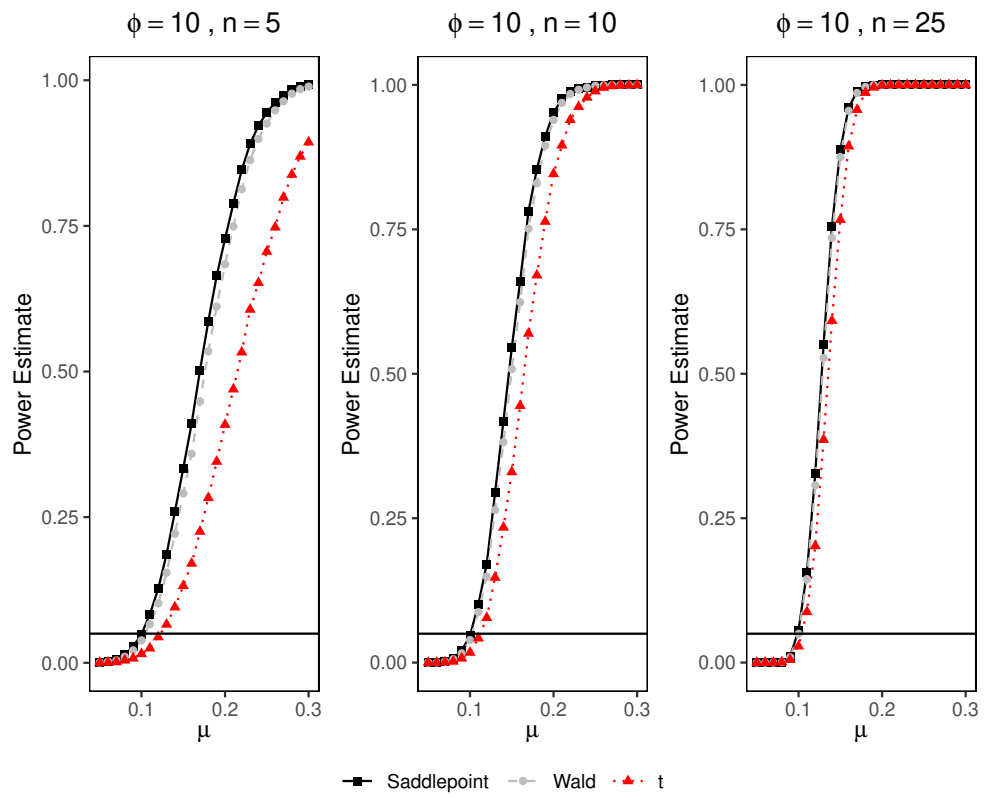 ϕ = 10 , n = 5
1.00
0.75
0.50
0.25
0.00
Power Estimate
0.1 0.2 0.3
μ
ϕ = 10 , n = 10
1.00
0.75
0.50
0.25
0.00
Power Estimate
0.1 0.2 0.3
μ
ϕ = 10 , n = 25
1.00
0.75
0.50
0.25
0.00
Power Estimate
0.1 0.2 0.3
μ
Saddlepoint Wald t